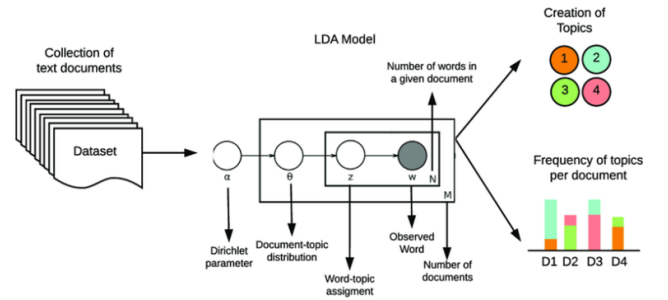 Collection of
text documents
Dataset
LDA Model
Number of words in
a given document
α
θ
z
w
N
M
Dirichlet
parameter
Document-topic
distribution
Word-topic
assigment
Observed
Word
Number of
documents
Creation of
Topics
1
2
3
4
Frequency of topics
per document
D1 D2 D3 D4